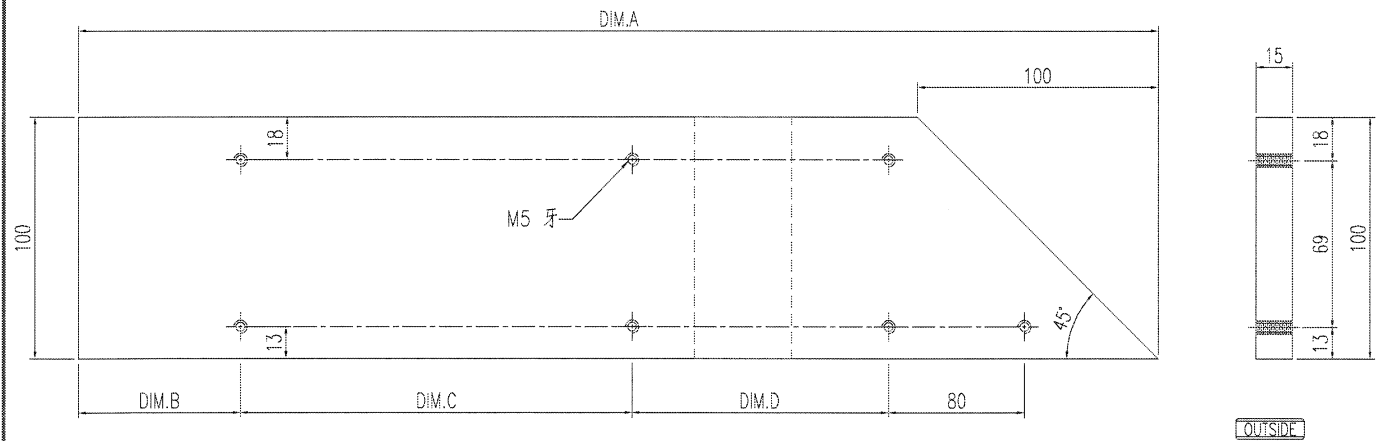 DIM.A
100
15
18
18
M5 牙
100
69
100
45°
13
13
DIM.B
DIM.C
DIM.D
80
OUTSIDE